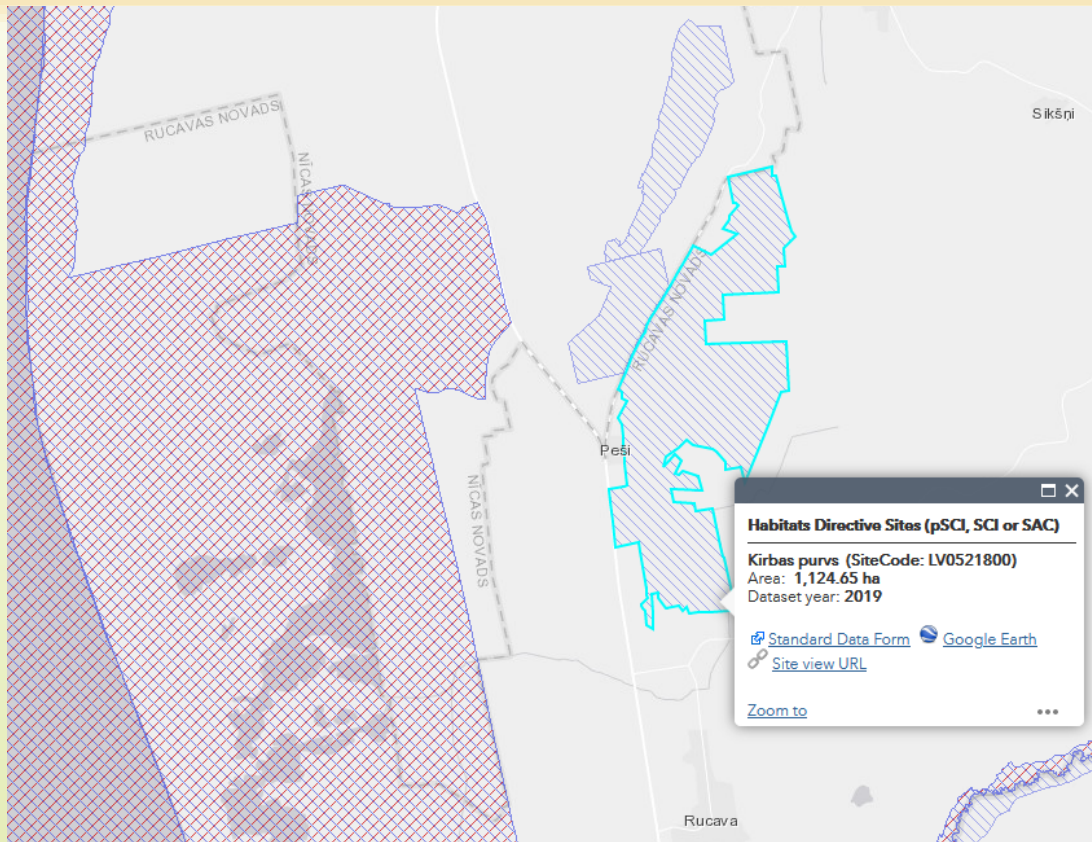 Sikšņi
RUCAVAS NOVADS
NĪCAS NOVADS
RUCAVAS NOVADS
Peši
NĪCAS NOVADS
Habitats Directive Sites (pSCI, SCI or SAC)
Kirbas purvs (SiteCode: LV0521800)
Area: 1,124.65 ha
Dataset year: 2019
Standard Data Form Google Earth
Site view URL
Zoom to
Rucava